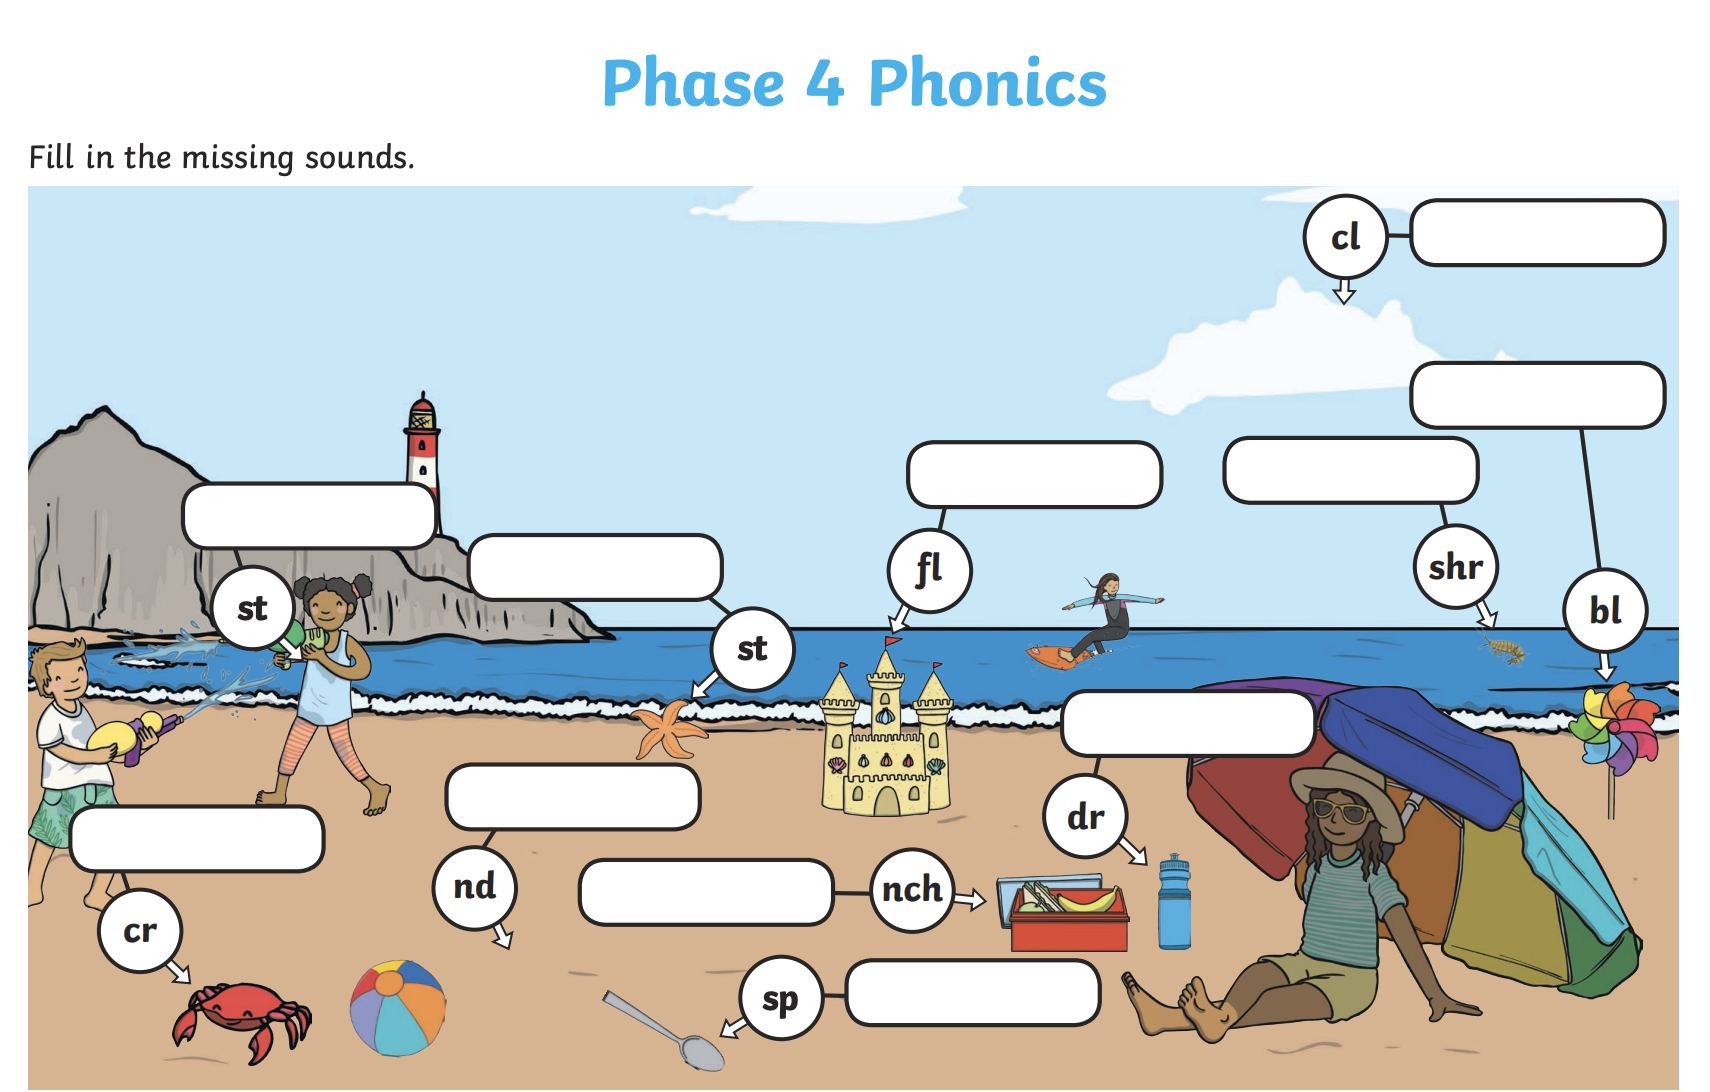 Phase 4 Phonics
Fill in the missing sounds.
cl
fl
shr
st
bl
st
dr
nd
nch
cr
sp